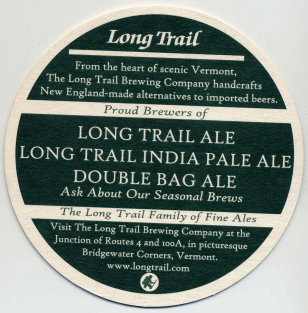 Long Trail
From the heart of scenic Vermont,
The Long Trail Brewing Company handcrafts
New England-made alternatives to imported beers.
Proud Brewers of
LONG TRAIL ALE
LONG TRAIL INDIA PALE ALE
DOUBLE BAG ALE
Ask About Our Seasonal Brews
The Long Trail Family of Fine Ales
Visit The Long Trail Brewing Company at the
Junction of Routes 4 and 100A, in picturesque
Bridgewater Corners, Vermont.
www.longtrail.com